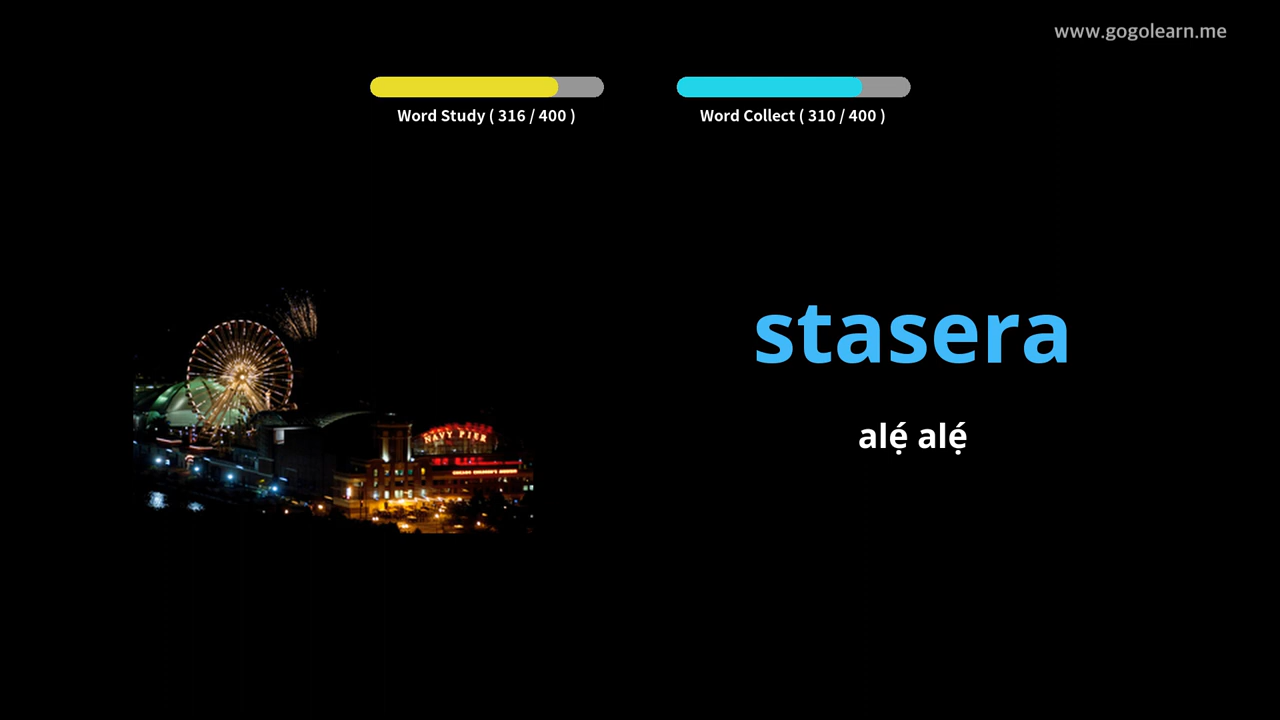 www.gogolearn.me
Word Study ( 316 / 400 )
Word Collect ( 310 / 400 )
stasera
alẹ́ alẹ́
NAVY PIER